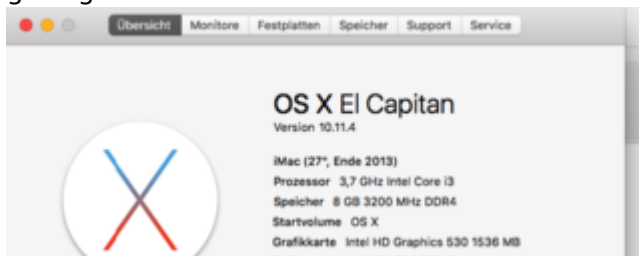 Übersicht Monitore Festplatten Speicher Support Service
OS X El Capitan
Version 10.11.4
iMac (27", Ende 2013)
Prozessor 3,7 GHz Intel Core i3
Speicher 8 GB 3200 MHz DDR4
Startvolume OS X
Grafikkarte Intel HD Graphics 530 1536 MB